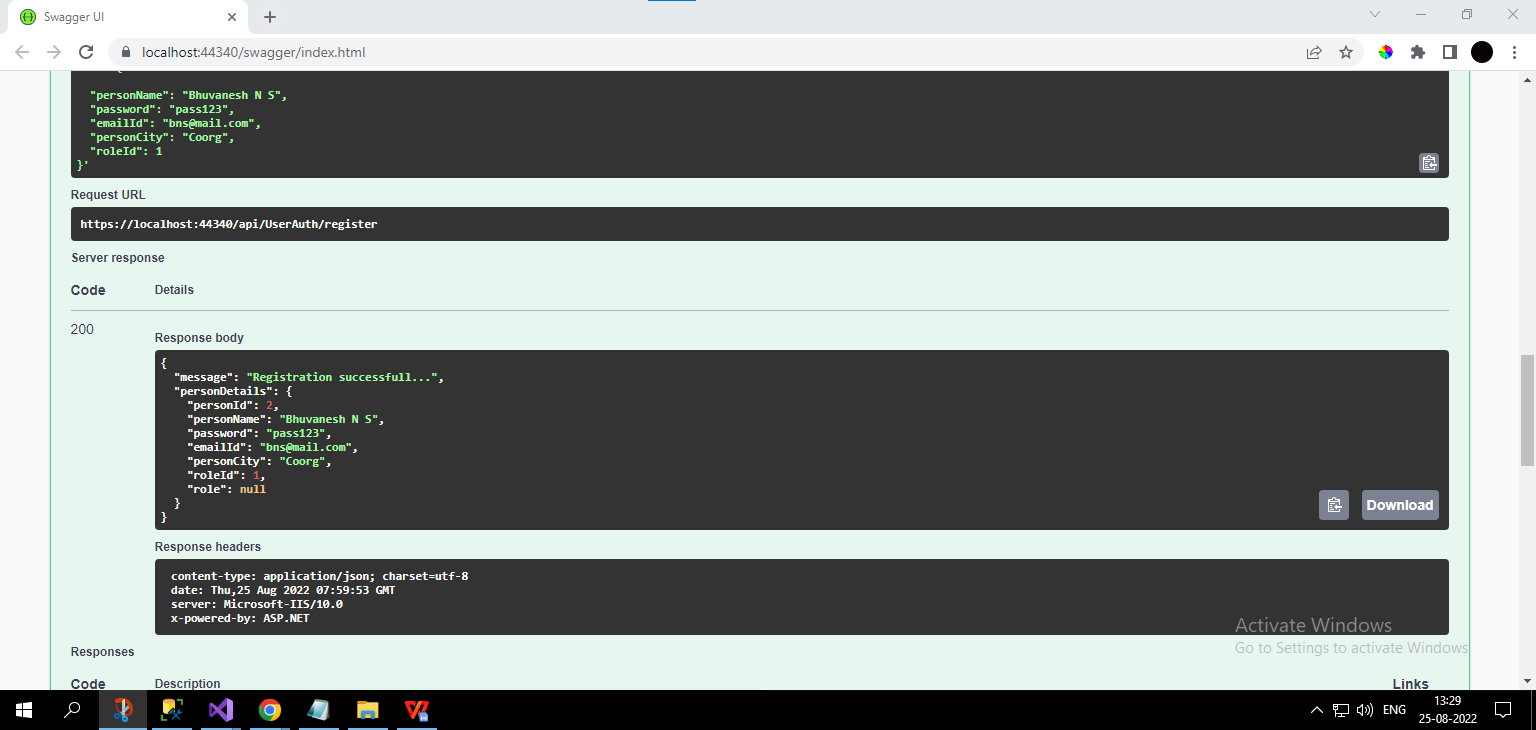 Swagger UI
localhost:44340/swagger/index.html
"personName": "Bhuvanesh N S",
"password": "pass123",
"emailId": "bns@mail.com",
"personCity": "Coorg",
"roleId": 1
}'
Request URL
https://localhost:44340/api/UserAuth/register
Server response
Code Details
200
Response body
{
"message": "Registration successfull...",
"personDetails": {
"personId": 2,
"personName": "Bhuvanesh N S",
"password": "pass123",
"emailId": "bns@mail.com",
"personCity": "Coorg",
"roleId": 1,
"role": null
}
}
Download
Response headers
content-type: application/json; charset=utf-8
date: Thu,25 Aug 2022 07:59:53 GMT
server: Microsoft-IIS/10.0
x-powered-by: ASP.NET
Activate Windows
Go to Settings to activate Windows.
Responses
Code Description Links
ENG
13:29
25-08-2022